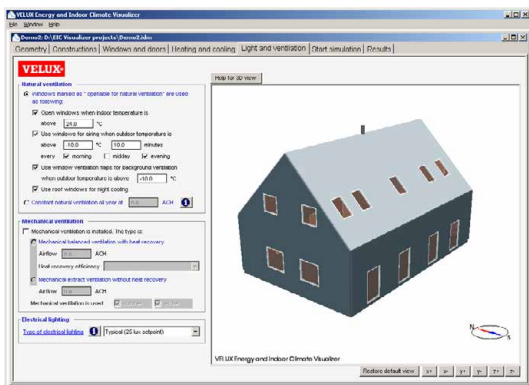 VELUX Energy and Indoor Climate Visualizer
File Window Help
Demo2: D:\EIC Visualizer projects\Demo2.idm
Geometry Constructions Windows and doors Heating and cooling Light and ventilation Start simulation Results
VELUX
Help for 3D view
Natural ventilation
Windows marked as "openable for natural ventilation" are used
as following:
Open windows when indoor temperature is
above 24.0 °C
Use windows for airing when outdoor temperature is
above -10.0 °C 10.0 minutes
every morning midday evening
Use window ventilation flaps for background ventilation
when outdoor temperature is above -10.0 °C
Use roof windows for night cooling
Constant natural ventilation all year at ACH
Mechanical ventilation
Mechanical ventilation is installed. The type is:
Mechanical balanced ventilation with heat recovery
Airflow ACH
Heat recovery efficiency
Mechanical extract ventilation without heat recovery
Airflow ACH
Mechanical ventilation is used
Electrical lighting
Type of electrical lighting Typical (25 lux setpoint)
N
S
VELUX Energy and Indoor Climate Visualizer
Restore default view x+ x- y+ y- z+ z-